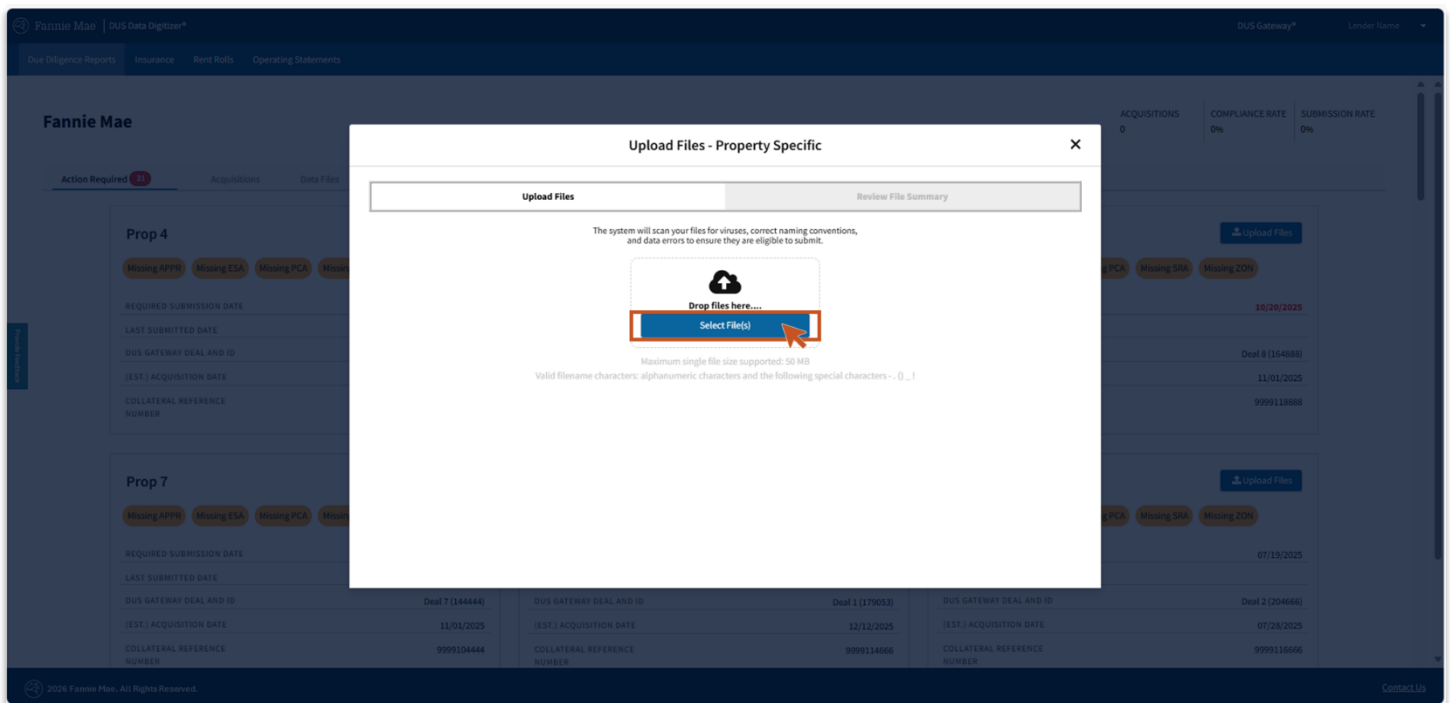 Fannie Mae | DUS Data Digitizer®
DUS Gateway® Lender Name
Due Diligence Reports Insurance Rent Rolls Operating Statements
Fannie Mae
ACQUISITIONS COMPLIANCE RATE SUBMISSION RATE
0 0% 0%
Action Required 21 Acquisitions Data Files
Upload Files - Property Specific
Upload Files Review File Summary
The system will scan your files for viruses, correct naming conventions,
and data errors to ensure they are eligible to submit.
Drop files here....
Select File(s)
Maximum single file size supported: 50 MB
Valid filename characters: alphanumeric characters and the following special characters - . () _ !
Prop 4
Upload Files
Missing APPR Missing ESA Missing PCA Missin
g PCA Missing SRA Missing ZON
REQUIRED SUBMISSION DATE
10/20/2025
LAST SUBMITTED DATE
DUS GATEWAY DEAL AND ID
Deal 8 (164888)
(EST.) ACQUISITION DATE
11/01/2025
COLLATERAL REFERENCE
NUMBER
9999118888
Provide Feedback
Prop 7
Upload Files
Missing APPR Missing ESA Missing PCA Missin
g PCA Missing SRA Missing ZON
REQUIRED SUBMISSION DATE
07/19/2025
LAST SUBMITTED DATE
DUS GATEWAY DEAL AND ID Deal 7 (144444) DUS GATEWAY DEAL AND ID Deal 1 (179053) DUS GATEWAY DEAL AND ID Deal 2 (204666)
(EST.) ACQUISITION DATE 11/01/2025 (EST.) ACQUISITION DATE 12/12/2025 (EST.) ACQUISITION DATE 07/28/2025
COLLATERAL REFERENCE 9999104444 COLLATERAL REFERENCE 9999114666 COLLATERAL REFERENCE 9999116666
NUMBER NUMBER NUMBER
2026 Fannie Mae. All Rights Reserved.
Contact Us